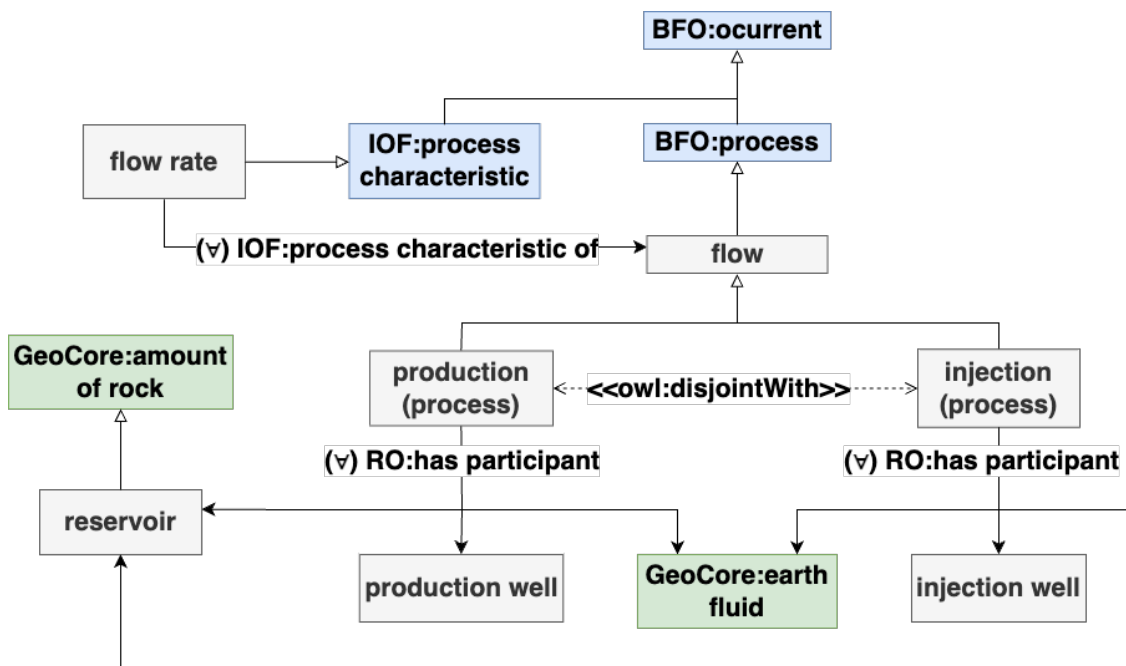 BFO:ocurrent
flow rate
IOF:process
characteristic
BFO:process
(∀) IOF:process characteristic of
flow
GeoCore:amount
of rock
production
(process)
<<owl:disjointWith>>
injection
(process)
(∀) RO:has participant
(∀) RO:has participant
reservoir
production well
GeoCore:earth
fluid
injection well